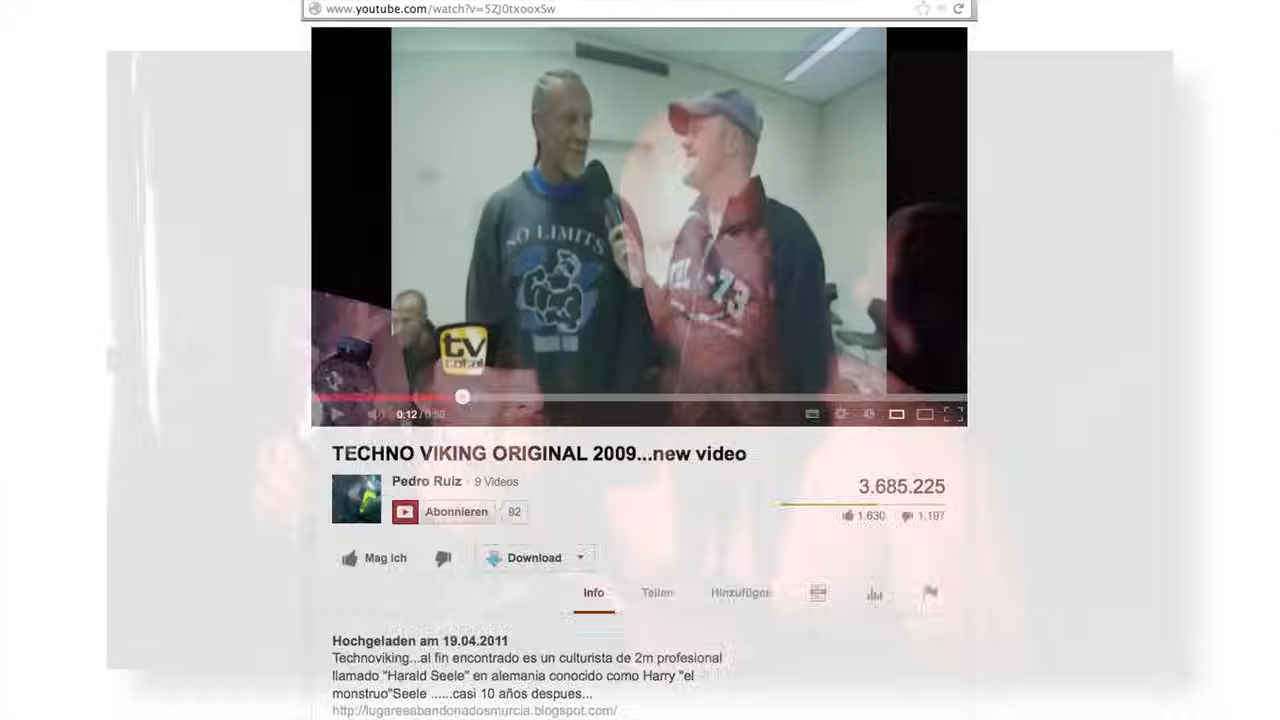 www.youtube.com/watch?v=5ZJ0txooxSw
NO LIMITS
73
tv
total
0:12 / 0:59
TECHNO VIKING ORIGINAL 2009...new video
Pedro Ruiz · 9 Videos
3.685.225
Abonnieren 92
1.630 1.197
Mag ich
Download
Info Teilen Hinzufügen
Hochgeladen am 19.04.2011
Technoviking...al fin encontrado es un culturista de 2m profesional
llamado "Harald Seele" en alemania conocido como Harry "el
monstruo"Seele ......casi 10 años despues...
http://lugaresabandonadosmurcia.blogspot.com/